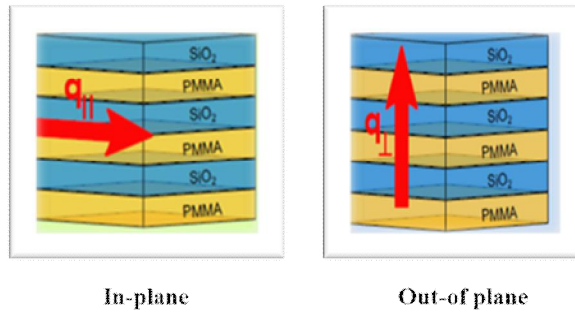 SiO₂
PMMA
q||
SiO₂
PMMA
SiO₂
PMMA
SiO₂
PMMA
SiO₂
q⊥
PMMA
SiO₂
PMMA
In-plane
Out-of plane